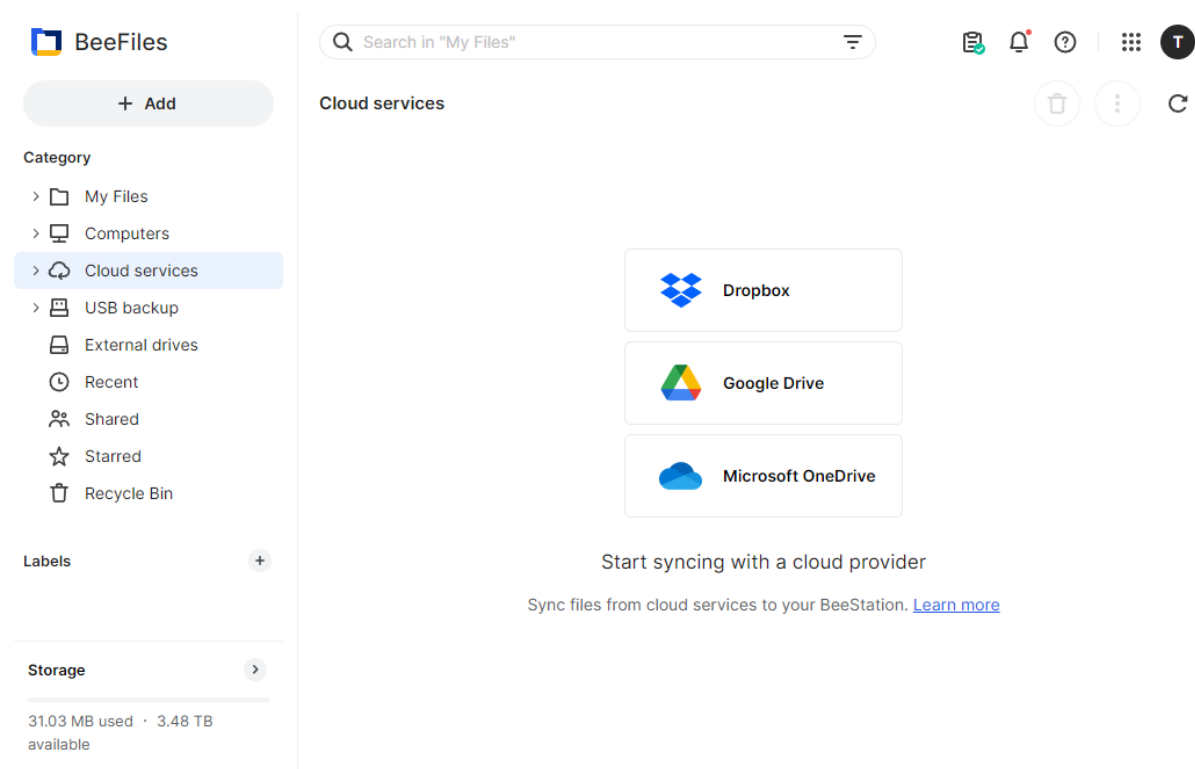 BeeFiles
Search in "My Files"
T
+ Add
Cloud services
Category
My Files
Computers
Cloud services
USB backup
External drives
Recent
Shared
Starred
Recycle Bin
Dropbox
Google Drive
Microsoft OneDrive
Start syncing with a cloud provider
Sync files from cloud services to your BeeStation. Learn more
Labels
Storage
31.03 MB used · 3.48 TB
available